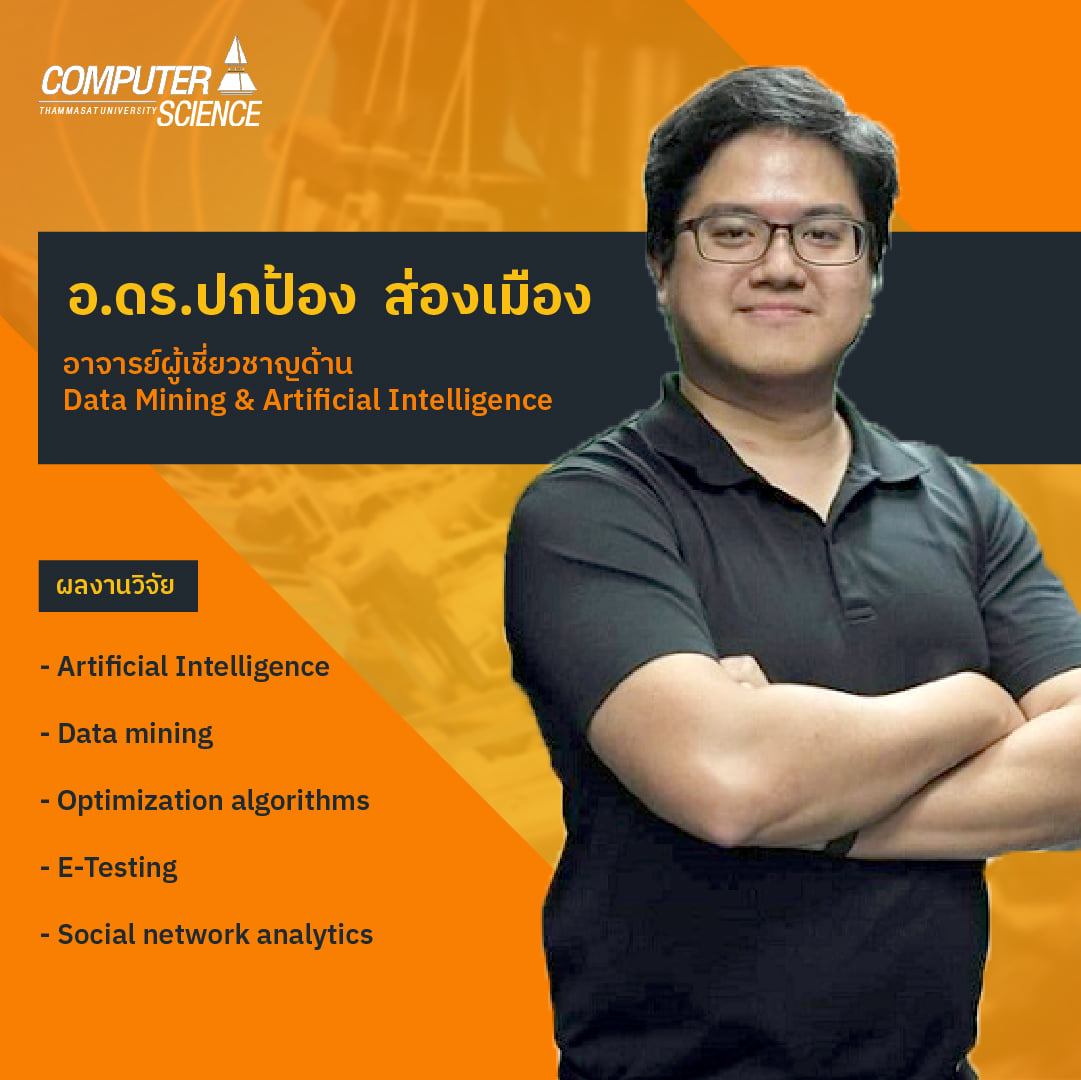 COMPUTER
THAMMASAT UNIVERSITY SCIENCE
อ.ดร.ปกป้อง ส่องเมือง
อาจารย์ผู้เชี่ยวชาญด้าน
Data Mining & Artificial Intelligence
ผลงานวิจัย
- Artificial Intelligence
- Data mining
- Optimization algorithms
- E-Testing
- Social network analytics